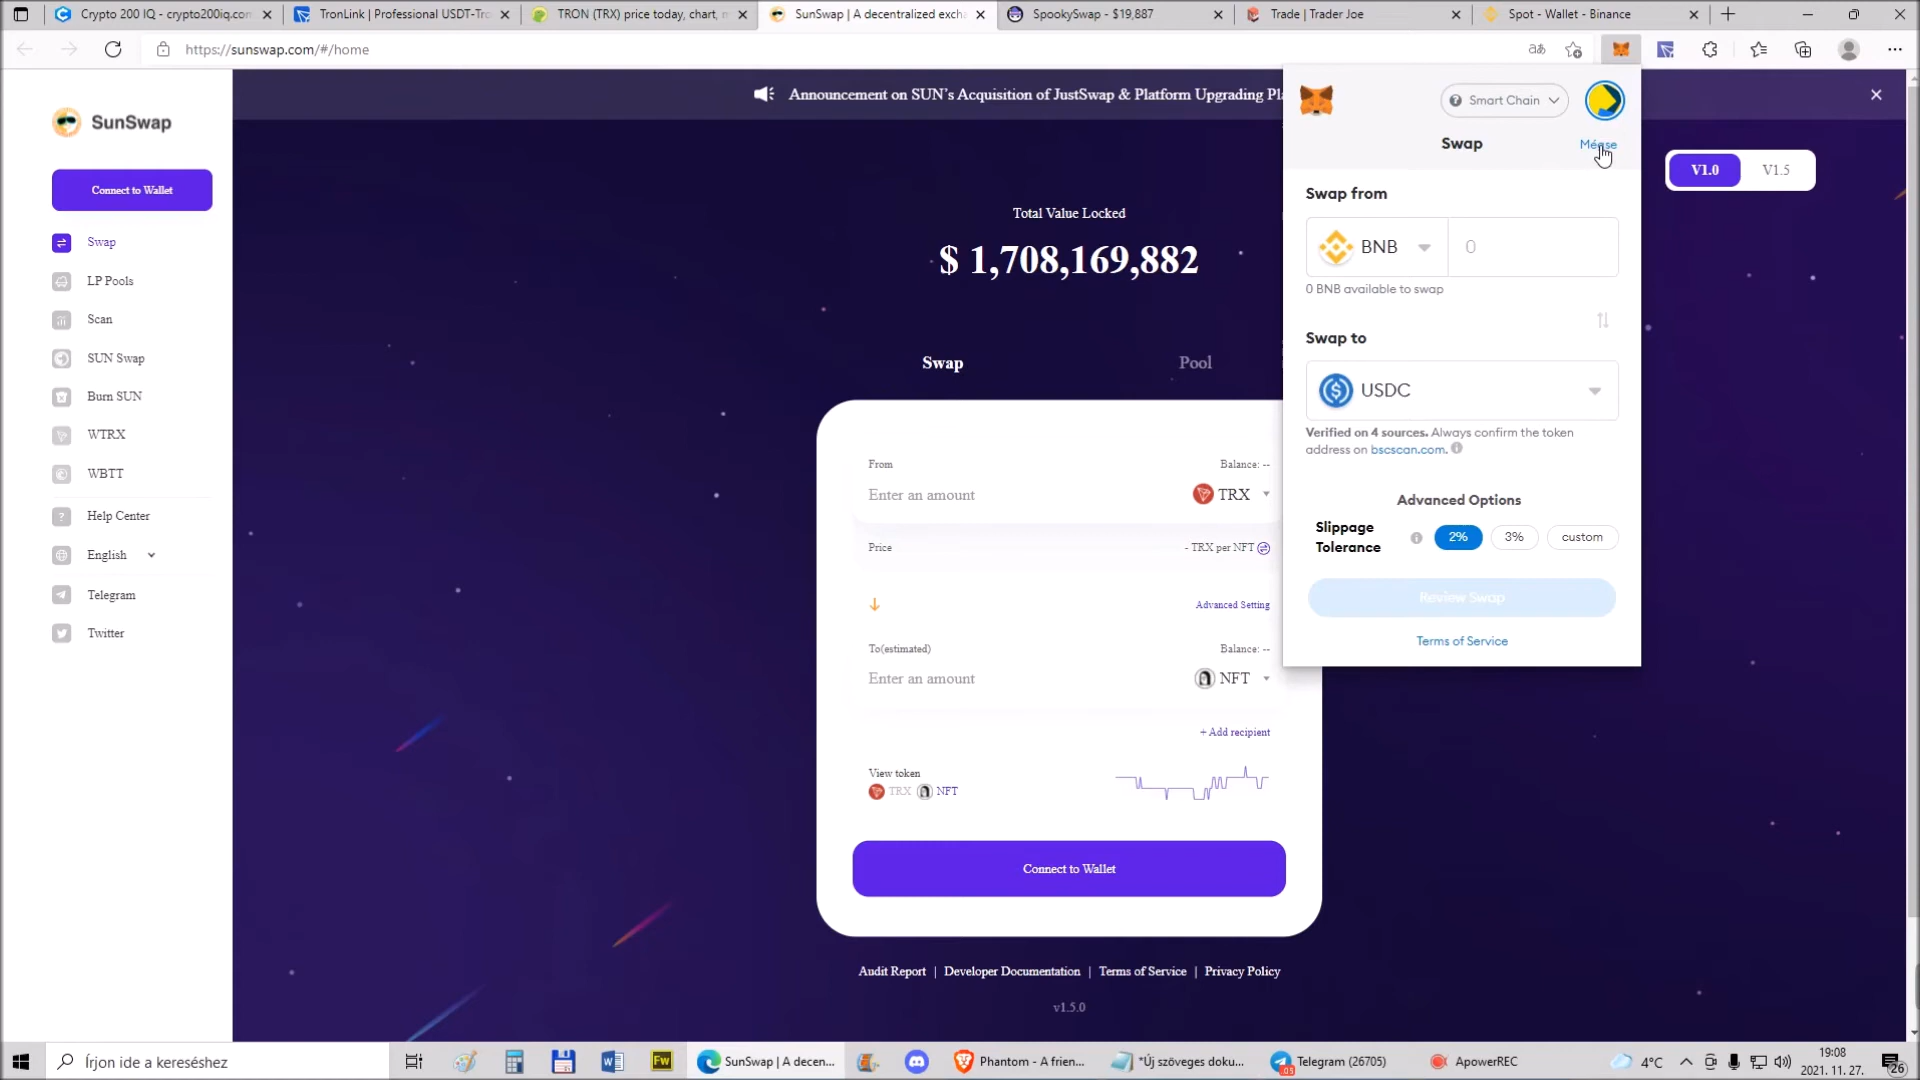 Crypto 200 IQ - crypto200iq.con
TronLink | Professional USDT-Tro
TRON (TRX) price today, chart, m
SunSwap | A decentralized excha
SpookySwap - $19,887
Trade | Trader Joe
Spot - Wallet - Binance
https://sunswap.com/#/home
Announcement on SUN's Acquisition of JustSwap & Platform Upgrading Pla
SunSwap
Connect to Wallet
Swap
LP Pools
Scan
SUN Swap
Burn SUN
WTRX
WBTT
Help Center
English
Telegram
Twitter
Total Value Locked
$ 1,708,169,882
V1.0
V1.5
Swap
Pool
From
Balance: --
Enter an amount
TRX
Price
- TRX per NFT
Advanced Setting
To(estimated)
Balance: --
Enter an amount
NFT
+ Add recipient
View token
TRX
NFT
Connect to Wallet
Audit Report | Developer Documentation | Terms of Service | Privacy Policy
v1.5.0
Smart Chain
Swap
Swap from
BNB
0
0 BNB available to swap
Swap to
USDC
Verified on 4 sources. Always confirm the token
address on bscscan.com.
Advanced Options
Slippage
Tolerance
2%
3%
custom
Review Swap
Terms of Service
Írjon ide a kereséshez
Fw
SunSwap | A decen...
Phantom - A frien...
*Új szöveges doku...
Telegram (26705)
ApowerREC
4°C
19:08
2021. 11. 27.
26